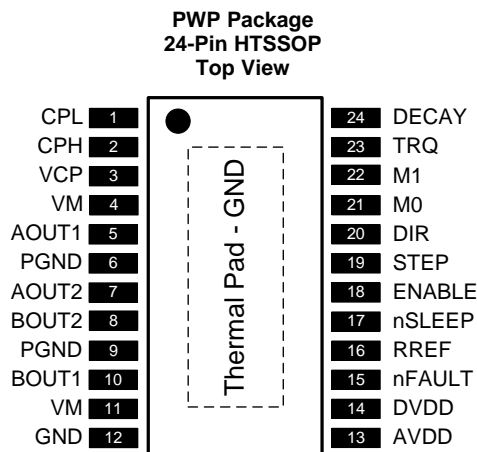 PWP Package
24-Pin HTSSOP
Top View
CPL 1 24 DECAY
CPH 2 23 TRQ
VCP 3 22 M1
VM 4 21 M0
AOUT1 5 20 DIR
PGND 6 19 STEP
AOUT2 7 18 ENABLE
BOUT2 8 17 nSLEEP
PGND 9 16 RREF
BOUT1 10 15 nFAULT
VM 11 14 DVDD
GND 12 13 AVDD
Thermal Pad - GND